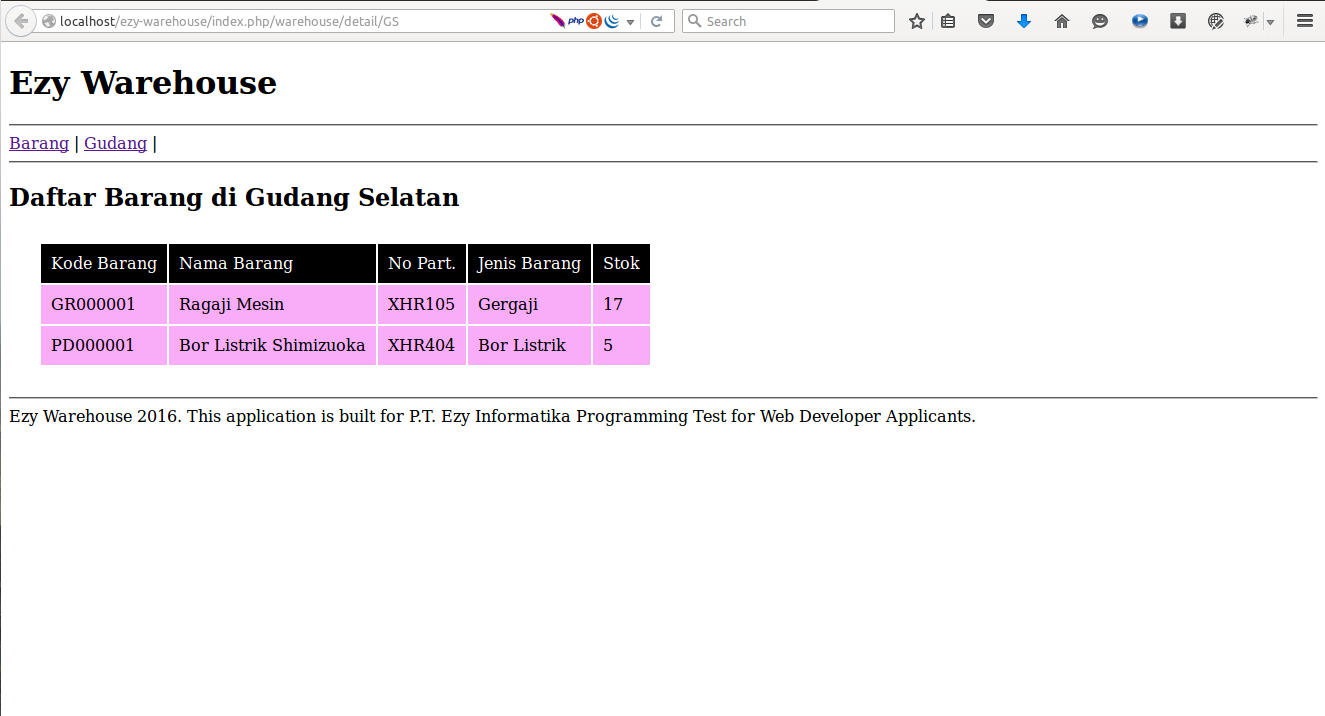 localhost/ezy-warehouse/index.php/warehouse/detail/GS php Search
Ezy Warehouse
Barang | Gudang |
Daftar Barang di Gudang Selatan
Kode Barang Nama Barang No Part. Jenis Barang Stok
GR000001 Ragaji Mesin XHR105 Gergaji 17
PD000001 Bor Listrik Shimizuoka XHR404 Bor Listrik 5
Ezy Warehouse 2016. This application is built for P.T. Ezy Informatika Programming Test for Web Developer Applicants.